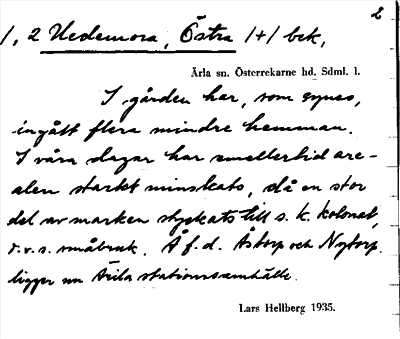 2
1, 2 Hedemora, Östra 1+1 bek,
Ärla sn. Österrekarne hd. Sdml. l.
I gården har, som synes,
ingått flera mindre hemman.
I våra dagar har emellertid are-
alen starkt minskats, då en stor
del av marken styckats till s. k. kolonat,
d.v.s. småbruk. Å f.d. Åstorp och Nytorp
ligger nu Ärla stationssamhälle.
Lars Hellberg 1935.